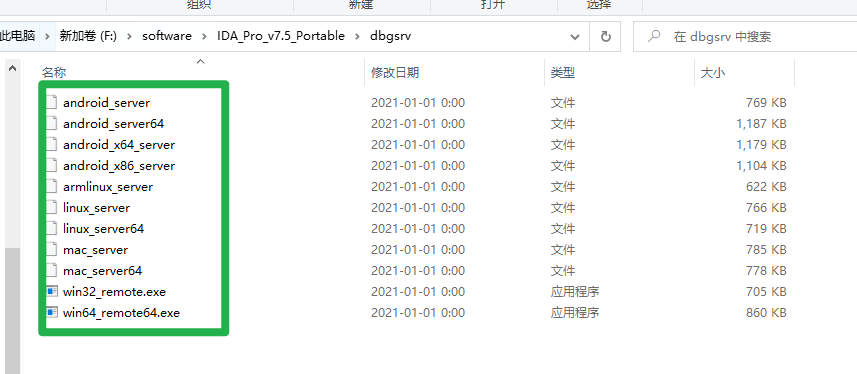 组织 新建 打开 选择
此电脑 > 新加卷 (F:) > software > IDA_Pro_v7.5_Portable > dbgsrv 在 dbgsrv 中搜索
名称 修改日期 类型 大小
android_server 2021-01-01 0:00 文件 769 KB
android_server64 2021-01-01 0:00 文件 1,187 KB
android_x64_server 2021-01-01 0:00 文件 1,179 KB
android_x86_server 2021-01-01 0:00 文件 1,104 KB
armlinux_server 2021-01-01 0:00 文件 622 KB
linux_server 2021-01-01 0:00 文件 766 KB
linux_server64 2021-01-01 0:00 文件 719 KB
mac_server 2021-01-01 0:00 文件 785 KB
mac_server64 2021-01-01 0:00 文件 778 KB
win32_remote.exe 2021-01-01 0:00 应用程序 705 KB
win64_remote64.exe 2021-01-01 0:00 应用程序 860 KB